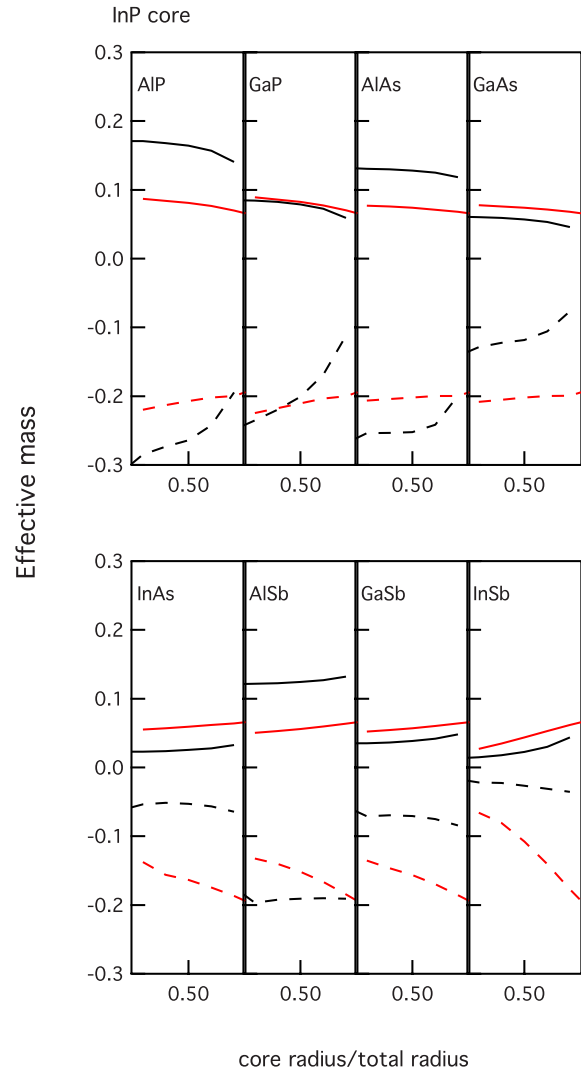 InP core
0.3
AlP
GaP
AlAs
GaAs
0.2
0.1
0.0
-0.1
-0.2
-0.3
0.50
0.50
0.50
0.50
Effective mass
0.3
InAs
AlSb
GaSb
InSb
0.2
0.1
0.0
-0.1
-0.2
-0.3
0.50
0.50
0.50
0.50
core radius/total radius